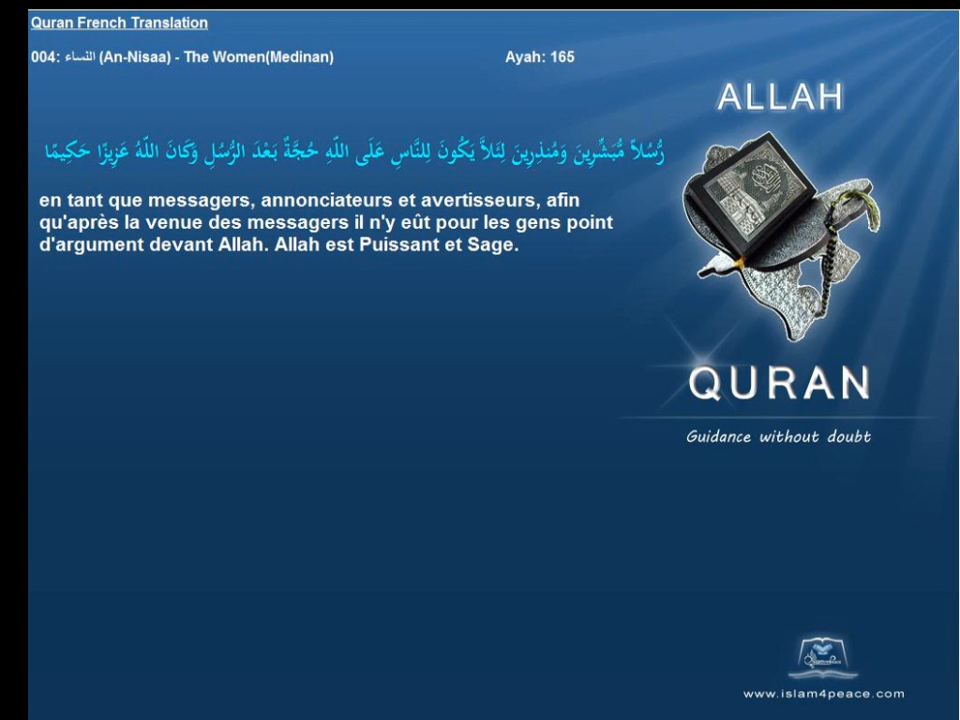 Quran French Translation
004: النساء (An-Nisaa) - The Women(Medinan) Ayah: 165
ALLAH
رُّسُلاً مُّبَشِّرِينَ وَمُنذِرِينَ لِئَلاَّ يَكُونَ لِلنَّاسِ عَلَى اللّهِ حُجَّةٌ بَعْدَ الرُّسُلِ وَكَانَ اللّهُ عَزِيزًا حَكِيمًا
en tant que messagers, annonciateurs et avertisseurs, afin
qu'après la venue des messagers il n'y eût pour les gens point
d'argument devant Allah. Allah est Puissant et Sage.
QURAN
Guidance without doubt
www.islam4peace.com